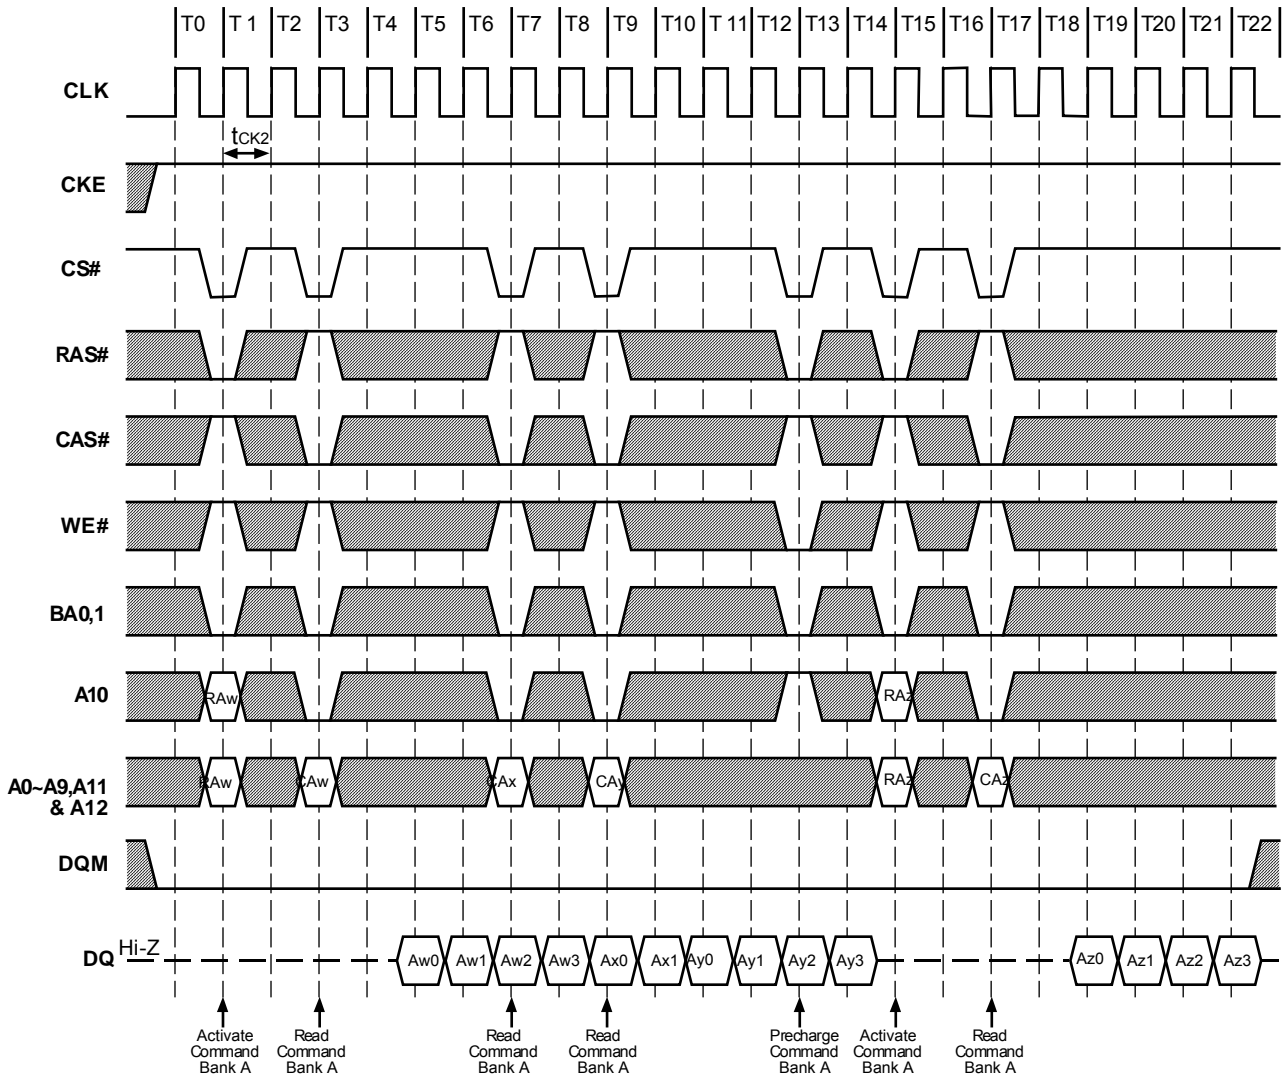 T0 T 1 T2 T3 T4 T5 T6 T7 T8 T9 T10 T 11 T12 T13 T14 T15 T16 T17 T18 T19 T20 T21 T22
CLK
tCK2
CKE
CS#
RAS#
CAS#
WE#
BA0,1
A10
RAw RAz
A0~A9,A11
& A12
RAw CAw CAx CAy RAz CAz
DQM
DQ Hi-Z
Aw0 Aw1 Aw2 Aw3 Ax0 Ax1 Ay0 Ay1 Ay2 Ay3 Az0 Az1 Az2 Az3
Activate
Command
Bank A
Read
Command
Bank A
Read
Command
Bank A
Read
Command
Bank A
Precharge
Command
Bank A
Activate
Command
Bank A
Read
Command
Bank A